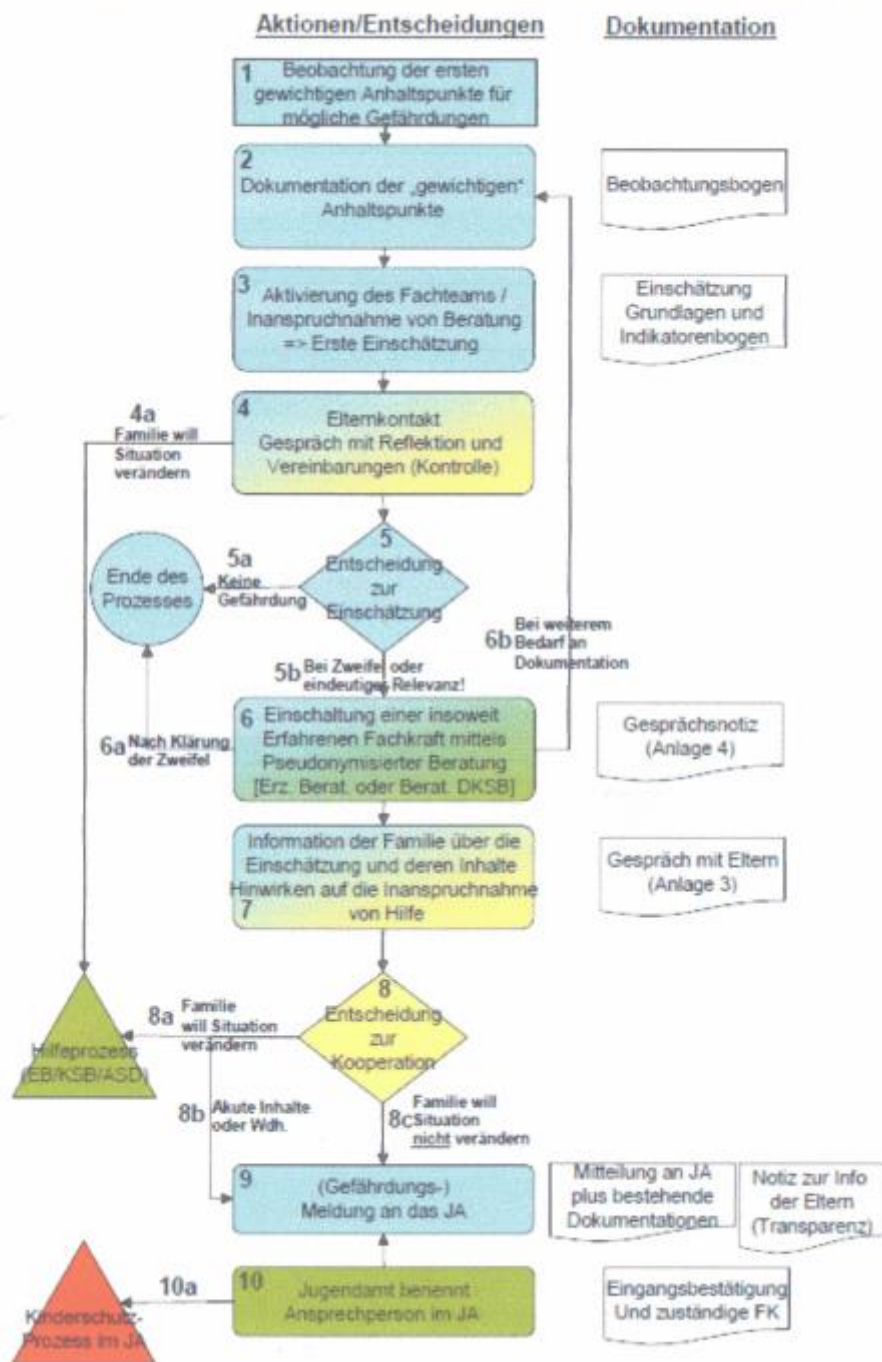 Aktionen/Entscheidungen
Dokumentation
1
Beobachtung der ersten
gewichtigen Anhaltspunkte für
mögliche Gefährdungen
2
Dokumentation der „gewichtigen"
Anhaltspunkte
Beobachtungsbogen
3
Aktivierung des Fachteams /
Inanspruchnahme von Beratung
=> Erste Einschätzung
Einschätzung
Grundlagen und
Indikatorenbogen
4a
Familie will
Situation
verändern
4
Elternkontakt
Gespräch mit Reflektion und
Vereinbarungen (Kontrolle)
5
Entscheidung
zur
Einschätzung
5a
Keine
Gefährdung
Ende des
Prozesses
5b Bei Zweifel oder
eindeutiger Relevanz!
6b Bei weiterem
Bedarf an
Dokumentation
6a Nach Klärung
der Zweifel
6
Einschaltung einer insoweit
Erfahrenen Fachkraft mittels
Pseudonymisierter Beratung
[Erz. Berat. oder Berat. DKSB]
Gesprächsnotiz
(Anlage 4)
Information der Familie über die
Einschätzung und deren Inhalte
Hinwirken auf die Inanspruchnahme
7
von Hilfe
Gespräch mit Eltern
(Anlage 3)
8
Entscheidung
zur
Kooperation
8a Familie
will Situation
verändern
Hilfeprozess
(EB/KSB/ASD)
8b Akute Inhalte
oder Wdh.
8c Familie will
Situation
nicht verändern
9
(Gefährdungs-)
Meldung an das JA
Mitteilung an JA
plus bestehende
Dokumentationen
Notiz zur Info
der Eltern
(Transparenz)
10
Jugendamt benennt
Ansprechperson im JA
10a
Kinderschutz-
Prozess im JA
Eingangsbestätigung
Und zuständige FK